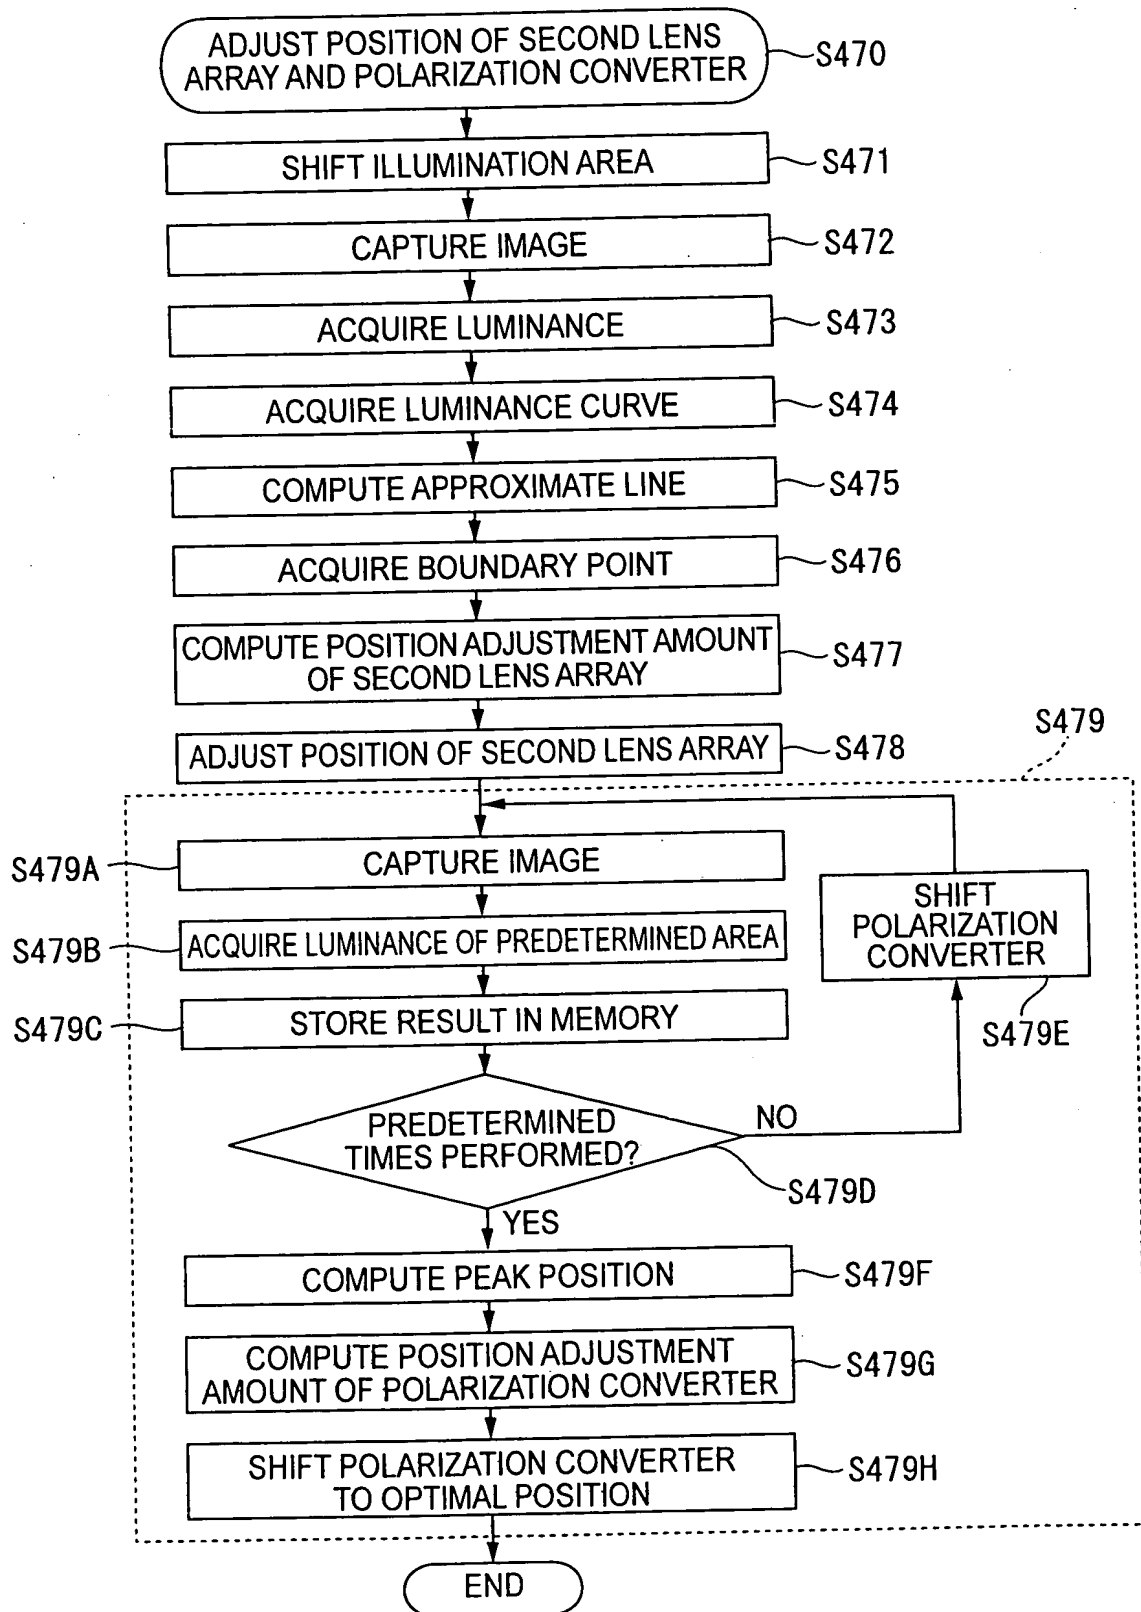 ADJUST POSITION OF SECOND LENS
ARRAY AND POLARIZATION CONVERTER
S470
SHIFT ILLUMINATION AREA
S471
CAPTURE IMAGE
S472
ACQUIRE LUMINANCE
S473
ACQUIRE LUMINANCE CURVE
S474
COMPUTE APPROXIMATE LINE
S475
ACQUIRE BOUNDARY POINT
S476
COMPUTE POSITION ADJUSTMENT AMOUNT
OF SECOND LENS ARRAY
S477
ADJUST POSITION OF SECOND LENS ARRAY
S478
S479
S479A
CAPTURE IMAGE
S479B
ACQUIRE LUMINANCE OF PREDETERMINED AREA
S479C
STORE RESULT IN MEMORY
SHIFT
POLARIZATION
CONVERTER
S479E
PREDETERMINED
TIMES PERFORMED?
NO
S479D
YES
COMPUTE PEAK POSITION
S479F
COMPUTE POSITION ADJUSTMENT
AMOUNT OF POLARIZATION CONVERTER
S479G
SHIFT POLARIZATION CONVERTER
TO OPTIMAL POSITION
S479H
END